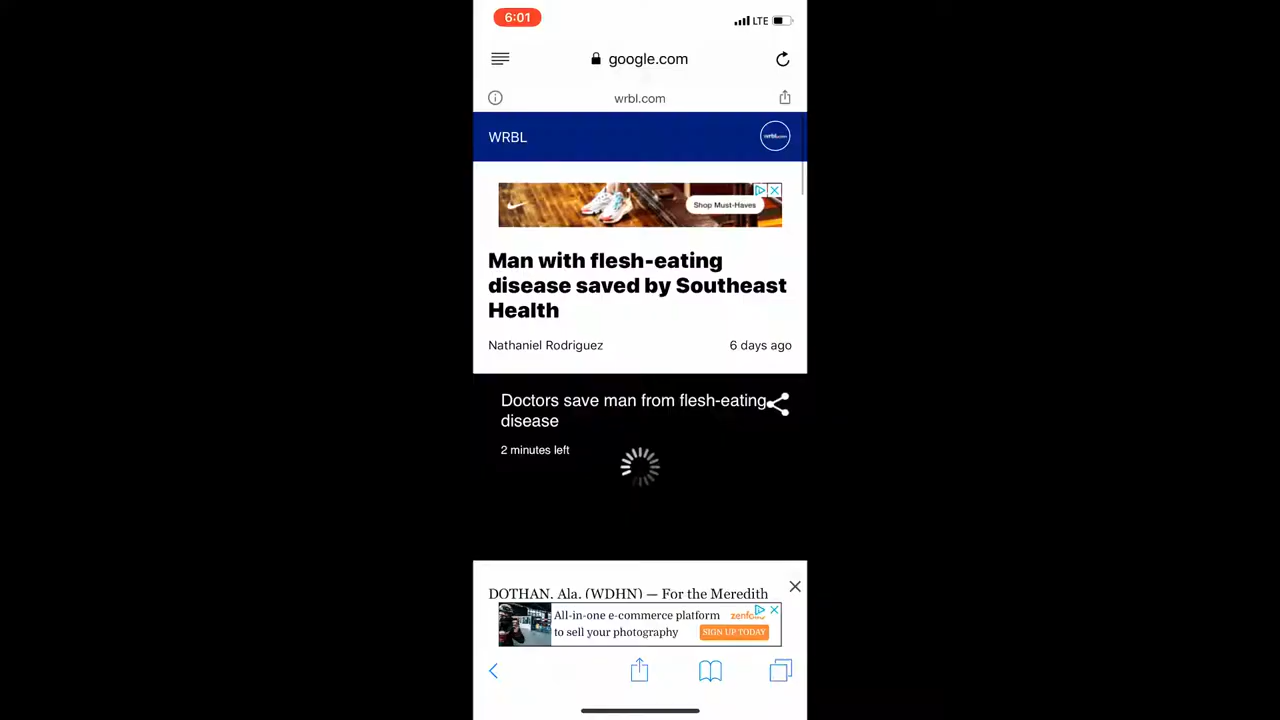 6:01
LTE
google.com
wrbl.com
WRBL
Shop Must-Haves
Man with flesh-eating
disease saved by Southeast
Health
Nathaniel Rodriguez
6 days ago
Doctors save man from flesh-eating
disease
2 minutes left
DOTHAN, Ala. (WDHN) — For the Meredith
All-in-one e-commerce platform
to sell your photography
SIGN UP TODAY